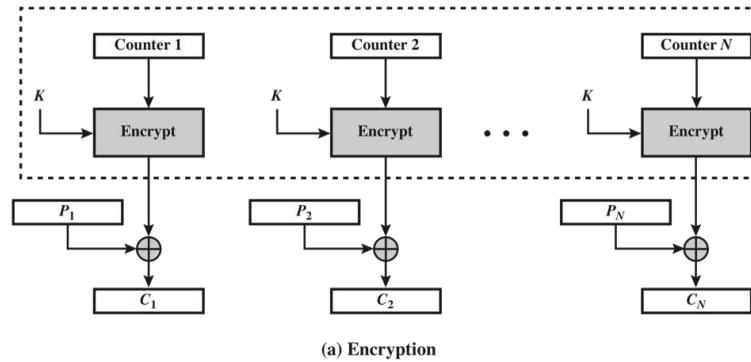 Counter 1 Counter 2 Counter N
K K K
Encrypt Encrypt • • • Encrypt
P1 P2 PN
C1 C2 CN
(a) Encryption